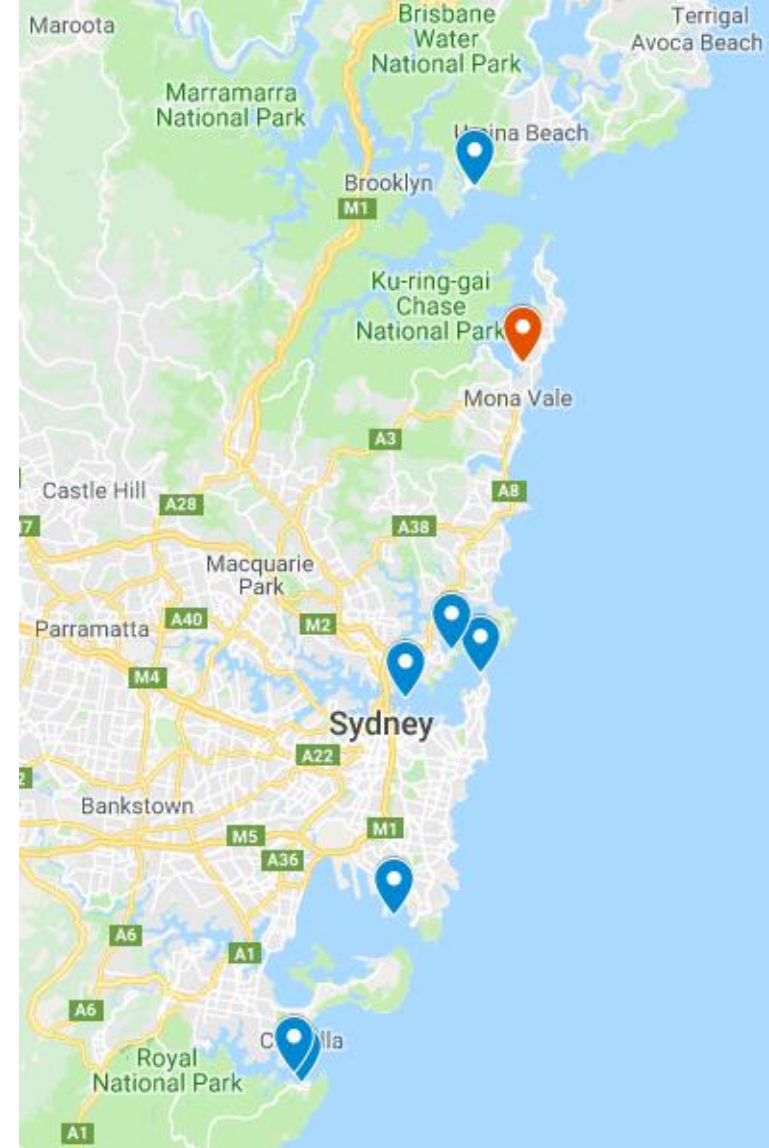 Maroota
Brisbane
Water
National Park
Terrigal
Avoca Beach
Marramarra
National Park
Beach
Brooklyn
M1
Ku-ring-gai
Chase
National Park
Mona Vale
A3
Castle Hill
A28
A8
A38
Macquarie
Park
Parramatta
A40
M2
M4
Sydney
A22
Bankstown
M5
M1
A36
A6
A1
A6
Royal
National Park
A1